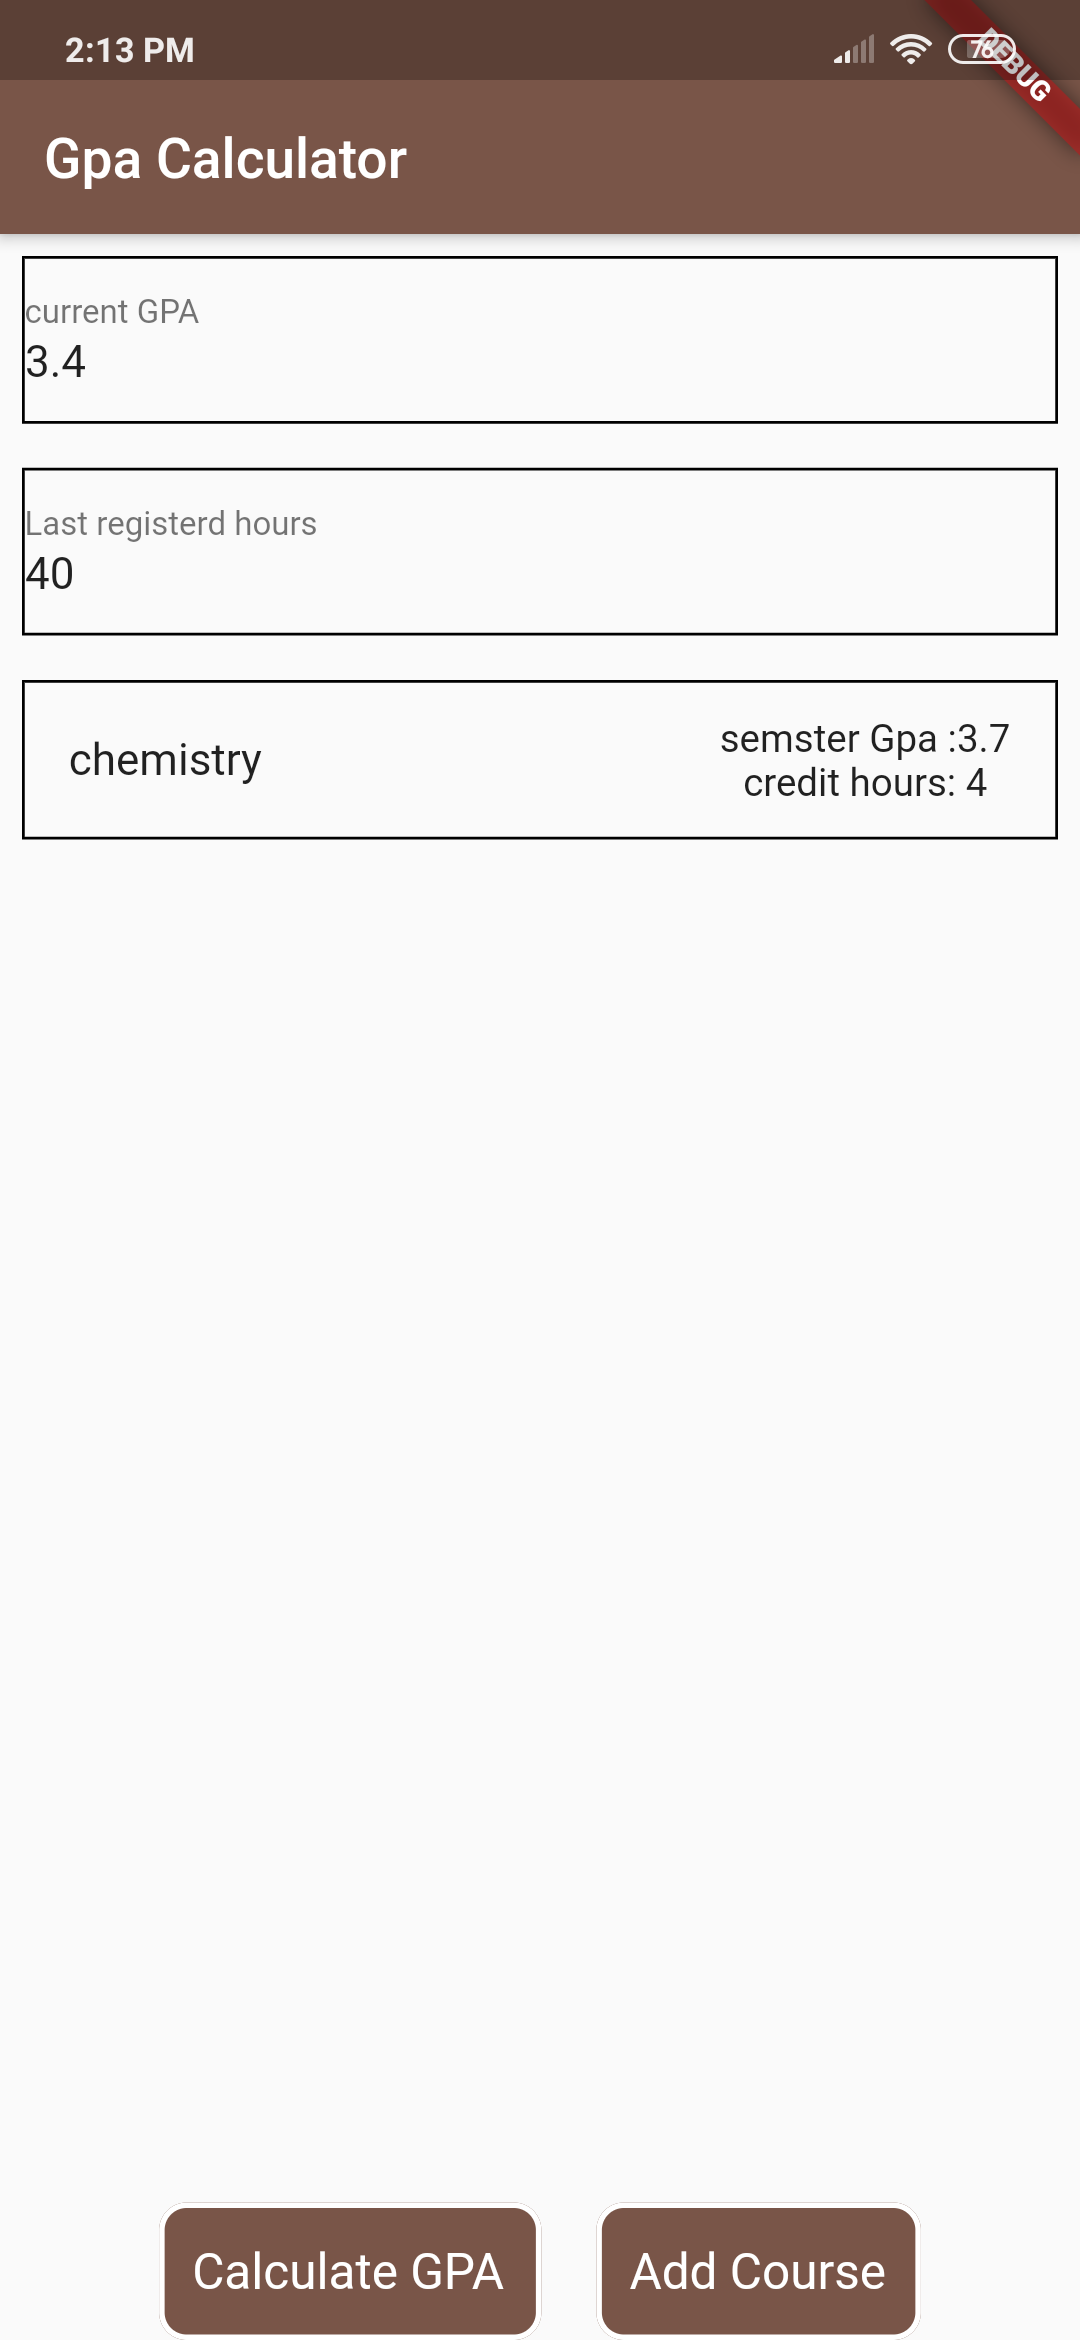 2:13 PM
76
DEBUG
Gpa Calculator
current GPA
3.4
Last registerd hours
40
chemistry
semster Gpa :3.7
credit hours: 4
Calculate GPA
Add Course